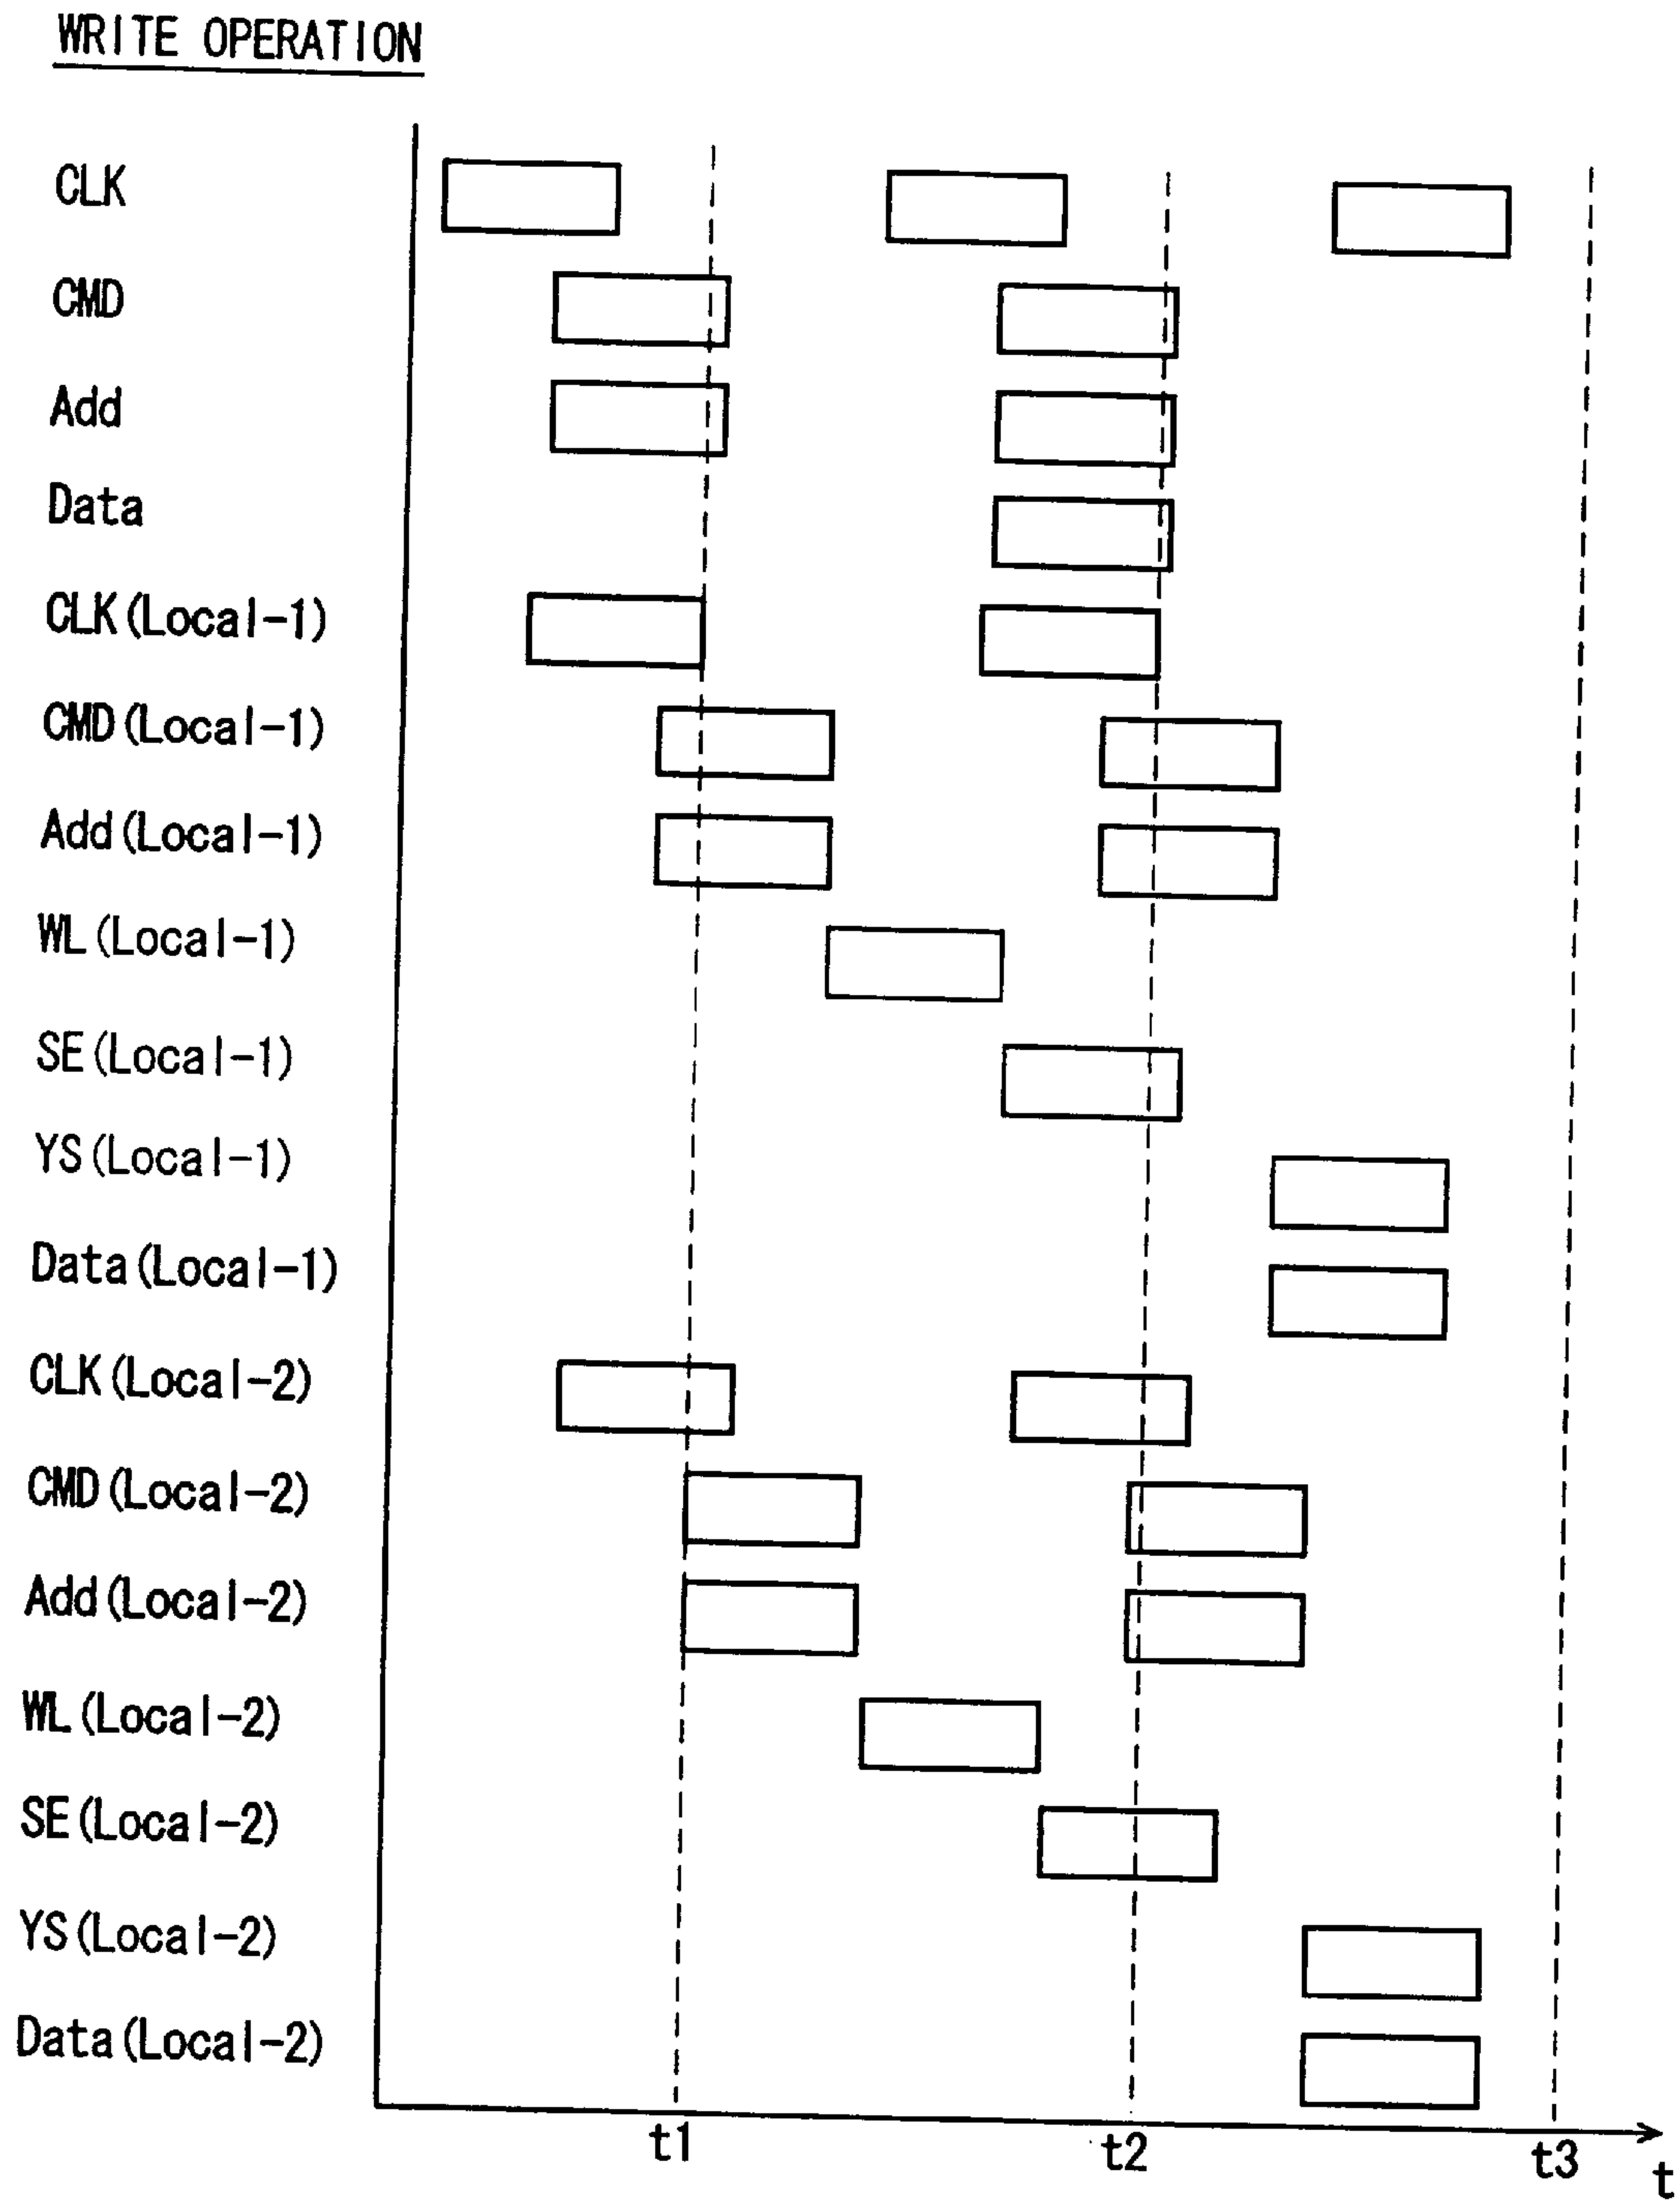 WRITE OPERATION
CLK
CMD
Add
Data
CLK(Local-1)
CMD(Local-1)
Add(Local-1)
WL(Local-1)
SE(Local-1)
YS(Local-1)
Data(Local-1)
CLK(Local-2)
CMD(Local-2)
Add(Local-2)
WL(Local-2)
SE(Local-2)
YS(Local-2)
Data(Local-2)
t1 t2 t3 t